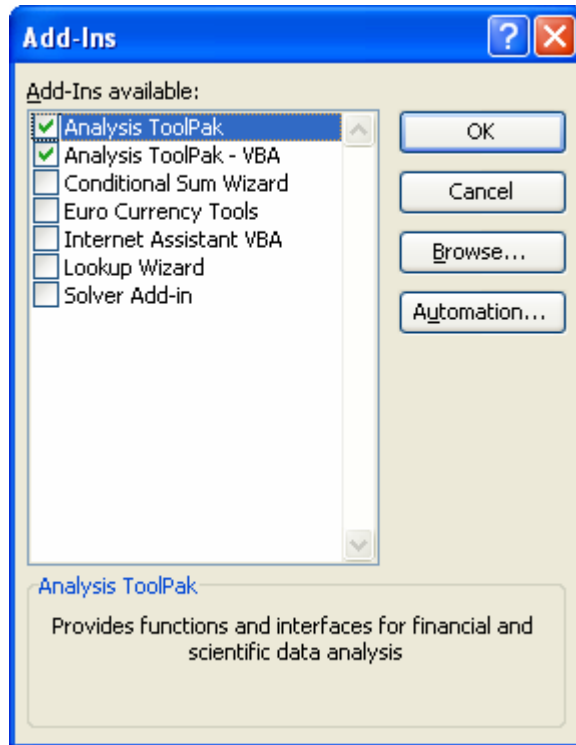 Add-Ins
Add-Ins available:
Analysis ToolPak
Analysis ToolPak - VBA
Conditional Sum Wizard
Euro Currency Tools
Internet Assistant VBA
Lookup Wizard
Solver Add-in
OK
Cancel
Browse...
Automation...
Analysis ToolPak
Provides functions and interfaces for financial and
scientific data analysis